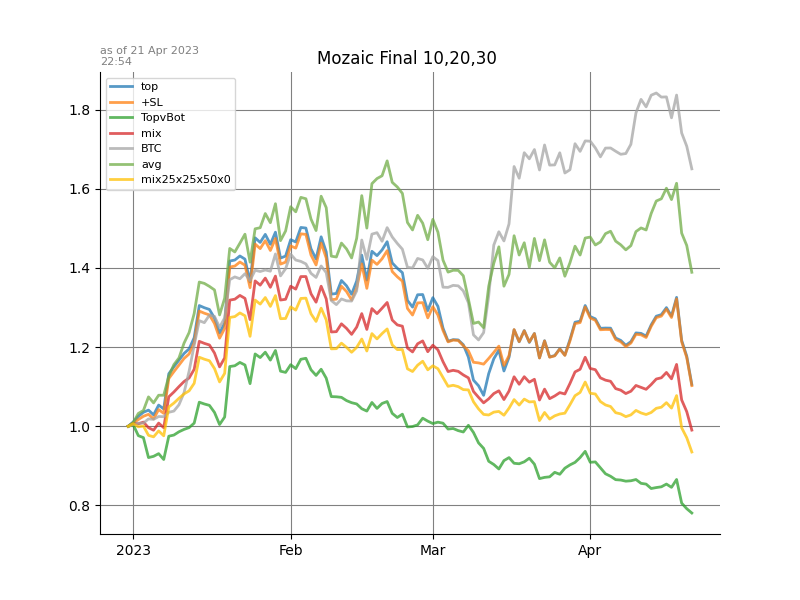 as of 21 Apr 2023
22:54
Mozaic Final 10,20,30
top
+SL
TopvBot
mix
BTC
avg
mix25x25x50x0
1.8
1.6
1.4
1.2
1.0
0.8
2023 Feb Mar Apr